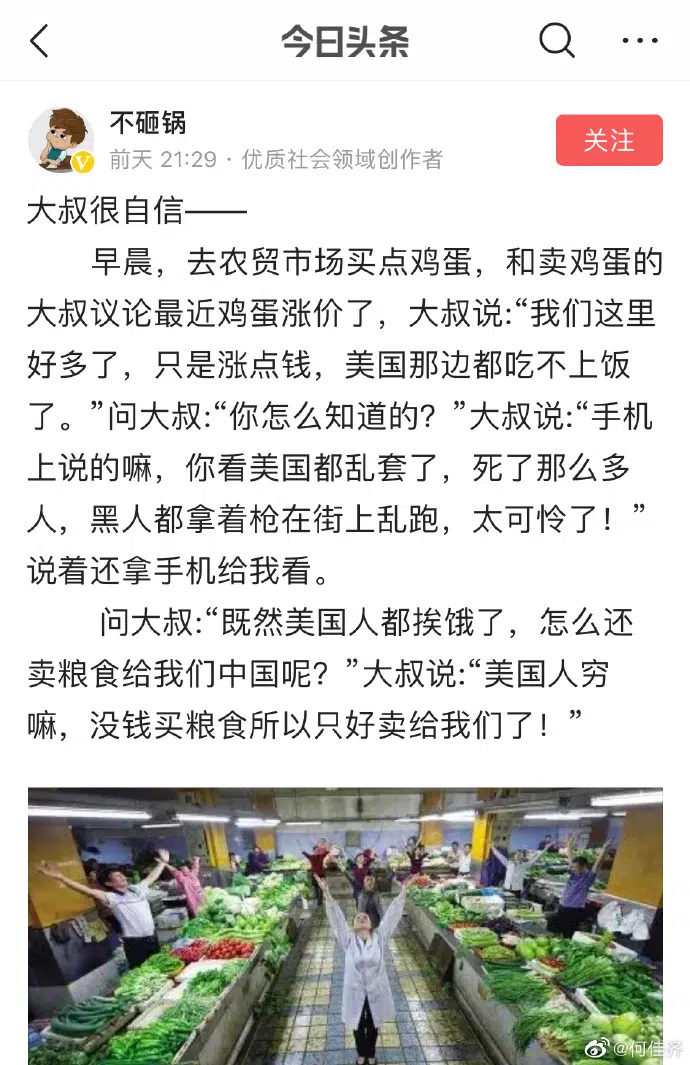 今日头条
不砸锅
前天 21:29 · 优质社会领域创作者
关注
大叔很自信——
早晨，去农贸市场买点鸡蛋，和卖鸡蛋的
大叔议论最近鸡蛋涨价了，大叔说:“我们这里
好多了，只是涨点钱，美国那边都吃不上饭
了。”问大叔:“你怎么知道的？”大叔说:“手机
上说的嘛，你看美国都乱套了，死了那么多
人，黑人都拿着枪在街上乱跑，太可怜了！”
说着还拿手机给我看。
问大叔:“既然美国人都挨饿了，怎么还
卖粮食给我们中国呢？”大叔说:“美国人穷
嘛，没钱买粮食所以只好卖给我们了！”
@何佳霁